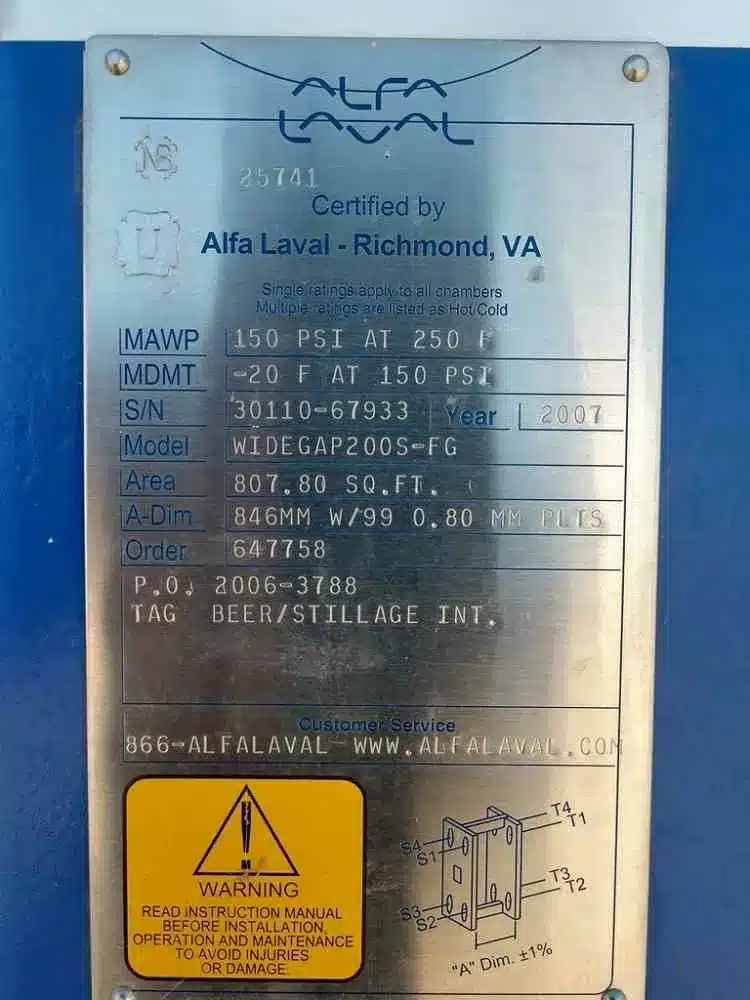 ALFA
LAVAL
NB
25741
U
Certified by
Alfa Laval - Richmond, VA
Single ratings apply to all chambers
Multiple ratings are listed as Hot/Cold
MAWP 150 PSI AT 250 F
MDMT -20 F AT 150 PSI
S/N 30110-67933 Year 2007
Model WIDEGAP200S-FG
Area 807.80 SQ.FT.
A-Dim 846MM W/99 0.80 MM PLTS
Order 647758
P.O. 2006-3788
TAG BEER/STILLAGE INT.
Customer Service
866-ALFALAVAL WWW.ALFALAVAL.COM
WARNING
READ INSTRUCTION MANUAL
BEFORE INSTALLATION,
OPERATION AND MAINTENANCE
TO AVOID INJURIES
OR DAMAGE.
T4
T1
S4
S1
T3
T2
S3
S2
"A" Dim. ±1%